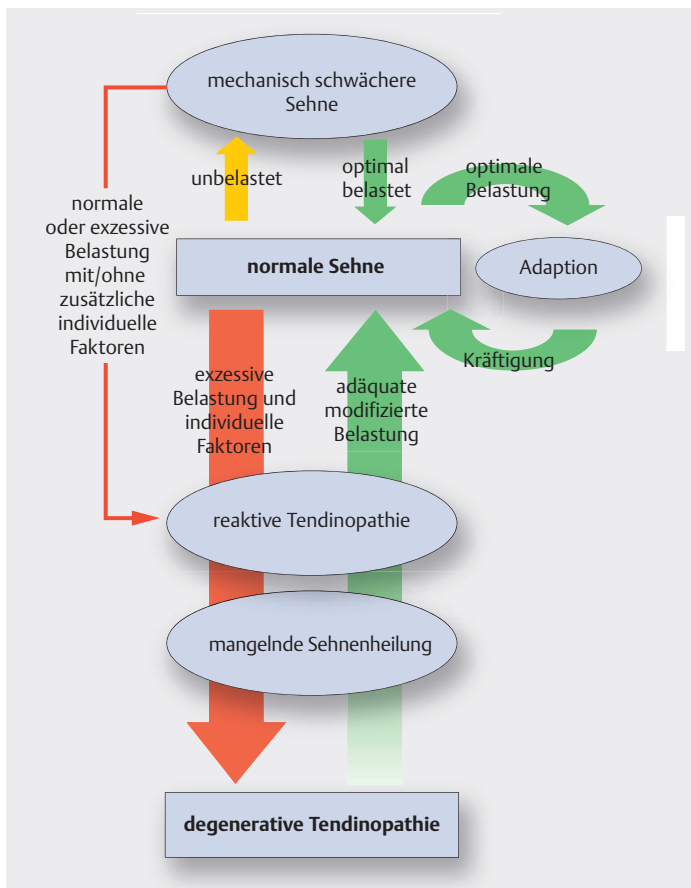 mechanisch schwächere
Sehne
unbelastet
optimal
belastet
optimale
Belastung
normale
oder exzessive
Belastung
mit/ohne
zusätzliche
individuelle
Faktoren
normale Sehne
Adaption
Kräftigung
exzessive
Belastung und
individuelle
Faktoren
adäquate
modifizierte
Belastung
reaktive Tendinopathie
mangelnde Sehnenheilung
degenerative Tendinopathie